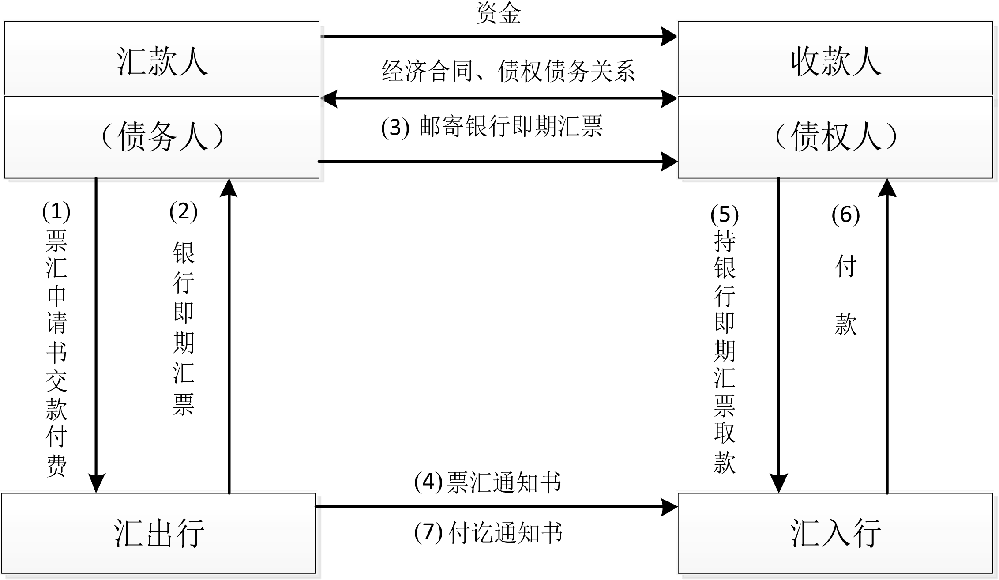 资金
汇款人
经济合同、债权债务关系
收款人
(债务人)
(3) 邮寄银行即期汇票
(债权人)
(1)票汇申请书交款付费
(2)银行即期汇票
(5)持银行即期汇票取款
(6)付款
(4)票汇通知书
汇出行
(7)付讫通知书
汇入行